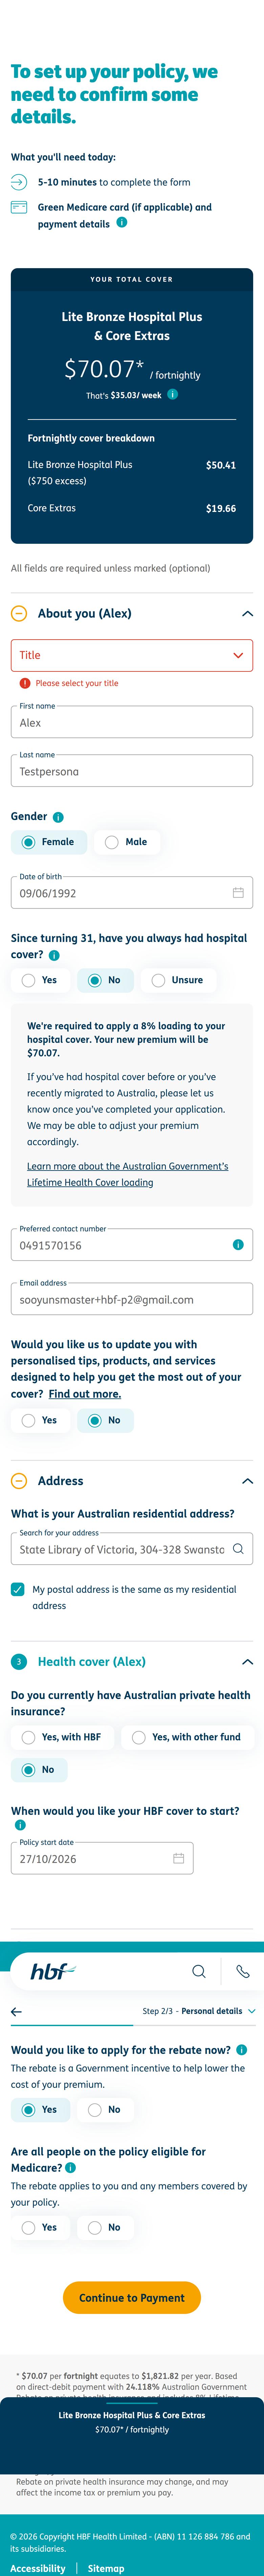 To set up your policy, we
need to confirm some
details.
What you'll need today:
5-10 minutes to complete the form
Green Medicare card (if applicable) and
payment details
YOUR TOTAL COVER
Lite Bronze Hospital Plus
& Core Extras
$70.07* / fortnightly
That's $35.03/ week
Fortnightly cover breakdown
Lite Bronze Hospital Plus $50.41
($750 excess)
Core Extras $19.66
All fields are required unless marked (optional)
About you (Alex)
Title
Please select your title
First name
Alex
Last name
Testpersona
Gender
Female Male
Date of birth
09/06/1992
Since turning 31, have you always had hospital
cover?
Yes No Unsure
We're required to apply a 8% loading to your
hospital cover. Your new premium will be
$70.07.
If you've had hospital cover before or you've
recently migrated to Australia, please let us
know once you've completed your application.
We may be able to adjust your premium
accordingly.
Learn more about the Australian Government's
Lifetime Health Cover loading
Preferred contact number
0491570156
Email address
sooyunsmaster+hbf-p2@gmail.com
Would you like us to update you with
personalised tips, products, and services
designed to help you get the most out of your
cover? Find out more.
Yes No
Address
What is your Australian residential address?
Search for your address
State Library of Victoria, 304-328 Swansto
My postal address is the same as my residential
address
3 Health cover (Alex)
Do you currently have Australian private health
insurance?
Yes, with HBF Yes, with other fund
No
When would you like your HBF cover to start?
Policy start date
27/10/2026
hbf
Step 2/3 - Personal details
Would you like to apply for the rebate now?
The rebate is a Government incentive to help lower the
cost of your premium.
Yes No
Are all people on the policy eligible for
Medicare?
The rebate applies to you and any members covered by
your policy.
Yes No
Continue to Payment
* $70.07 per fortnight equates to $1,821.82 per year. Based
on direct-debit payment with 24.118% Australian Government
Lite Bronze Hospital Plus & Core Extras
$70.07* / fortnightly
Rebate on private health insurance may change, and may
affect the income tax or premium you pay.
© 2026 Copyright HBF Health Limited - (ABN) 11 126 884 786 and
its subsidiaries.
Accessibility | Sitemap